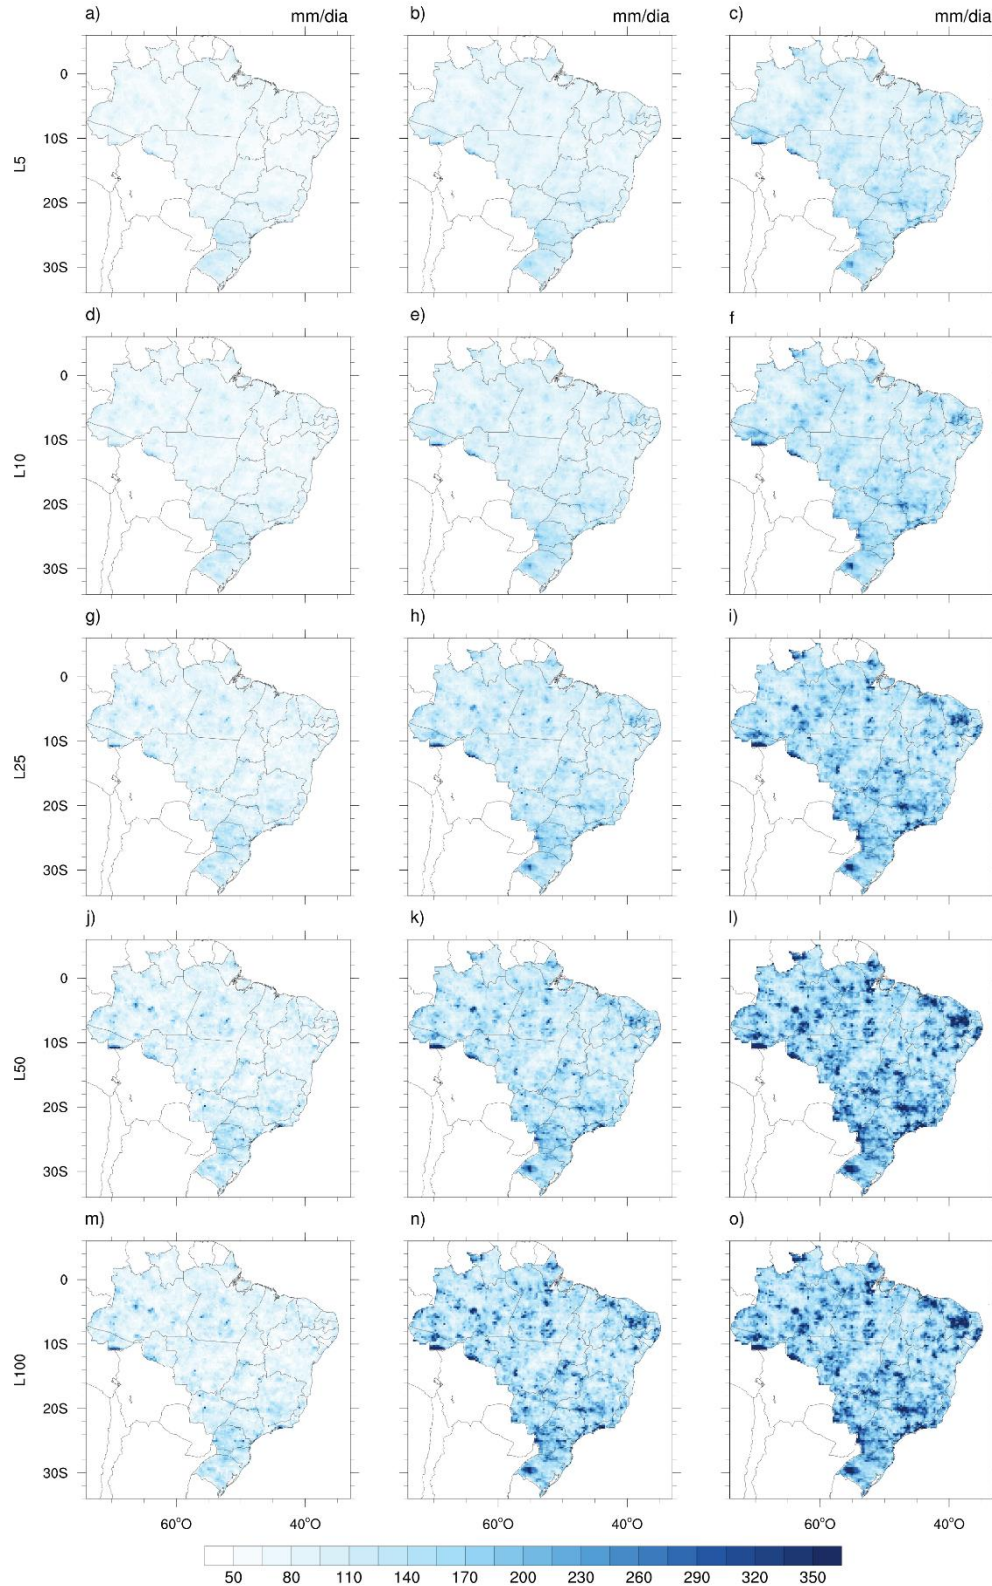 a) mm/dia b) mm/dia c) mm/dia
0
10S
20S
30S
L5
d) e) f
0
10S
20S
30S
L10
g) h) i)
0
10S
20S
30S
L25
j) k) l)
0
10S
20S
30S
L50
m) n) o)
0
10S
20S
30S
L100
60°O 40°O 60°O 40°O 60°O 40°O
50 80 110 140 170 200 230 260 290 320 350